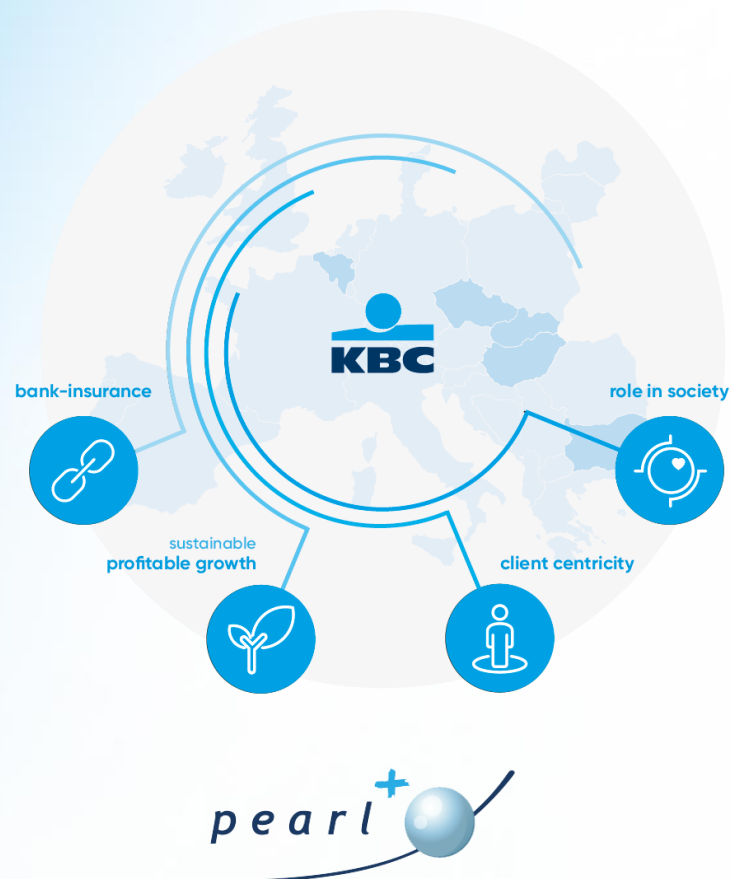 KBC
bank-insurance
role in society
sustainable
profitable growth
client centricity
pearl+